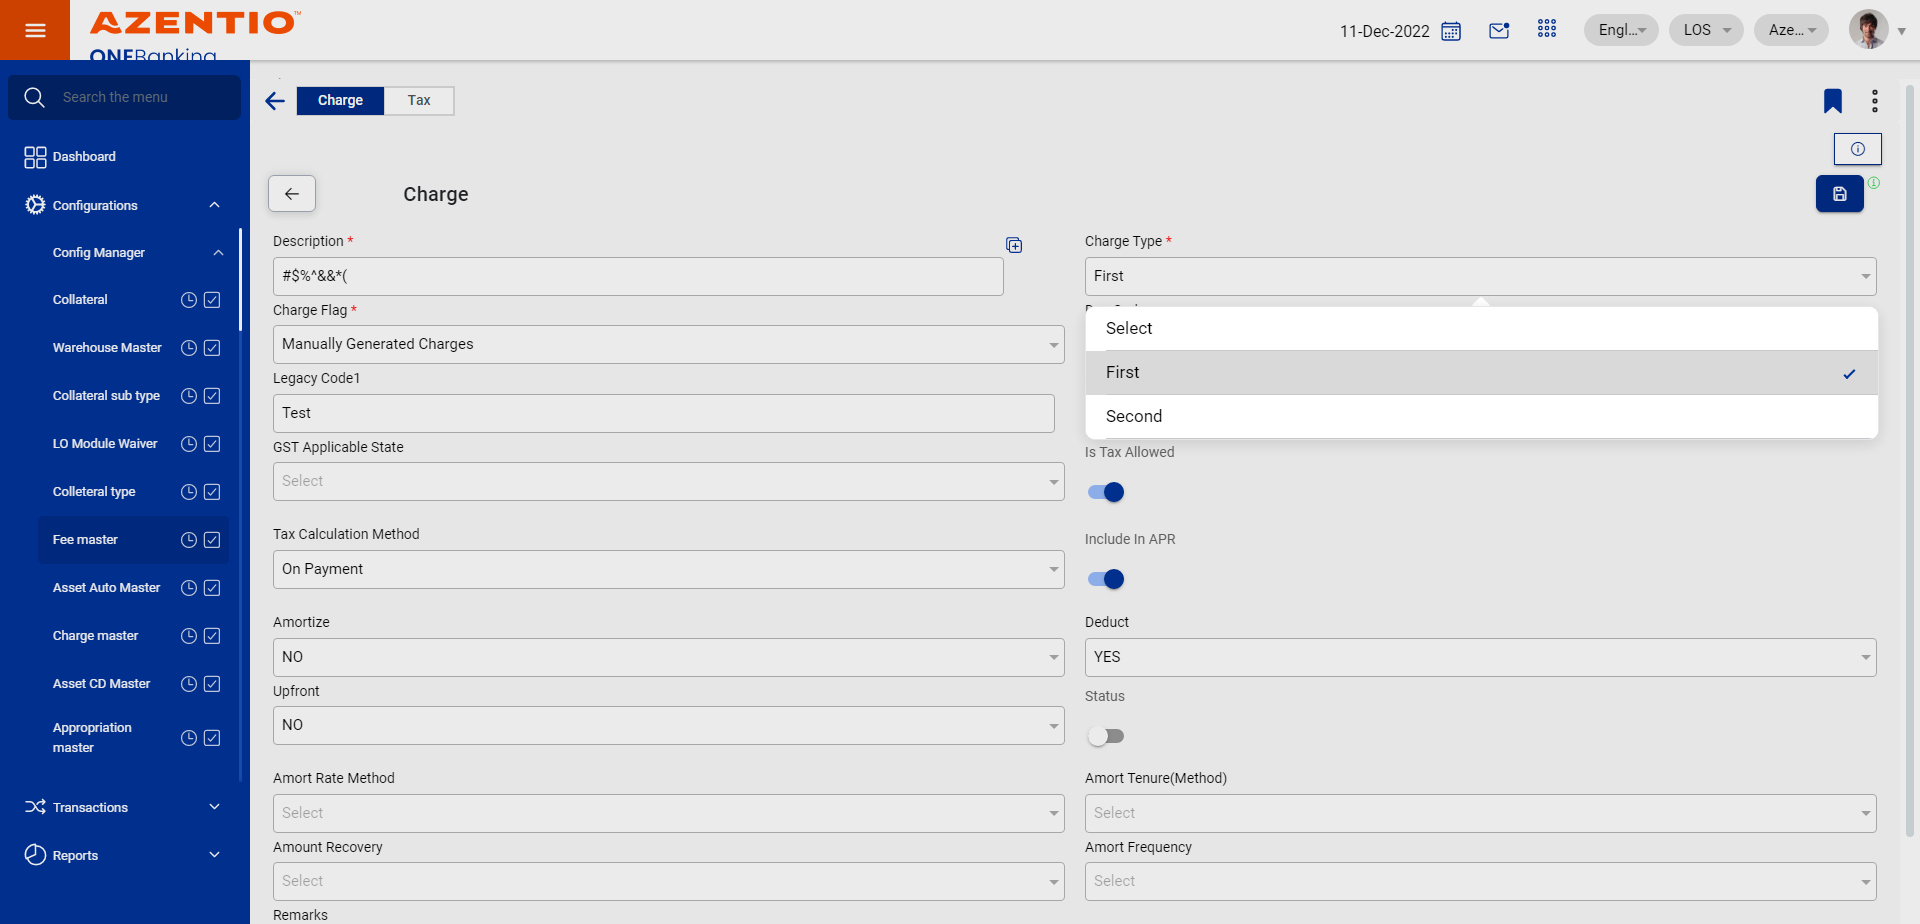 AZENTIO™
ONEBanking
11-Dec-2022
Engl...
LOS
Aze...
Search the menu
Dashboard
Configurations
Config Manager
Collateral
Warehouse Master
Collateral sub type
LO Module Waiver
Colleteral type
Fee master
Asset Auto Master
Charge master
Asset CD Master
Appropriation
master
Transactions
Reports
Charge
Tax
Charge
Description *
#$%^&&*(
Charge Type *
First
Select
First
Second
Charge Flag *
Manually Generated Charges
Legacy Code1
Test
GST Applicable State
Select
Is Tax Allowed
Tax Calculation Method
On Payment
Include In APR
Amortize
NO
Deduct
YES
Upfront
NO
Status
Amort Rate Method
Select
Amort Tenure(Method)
Select
Amount Recovery
Select
Amort Frequency
Select
Remarks